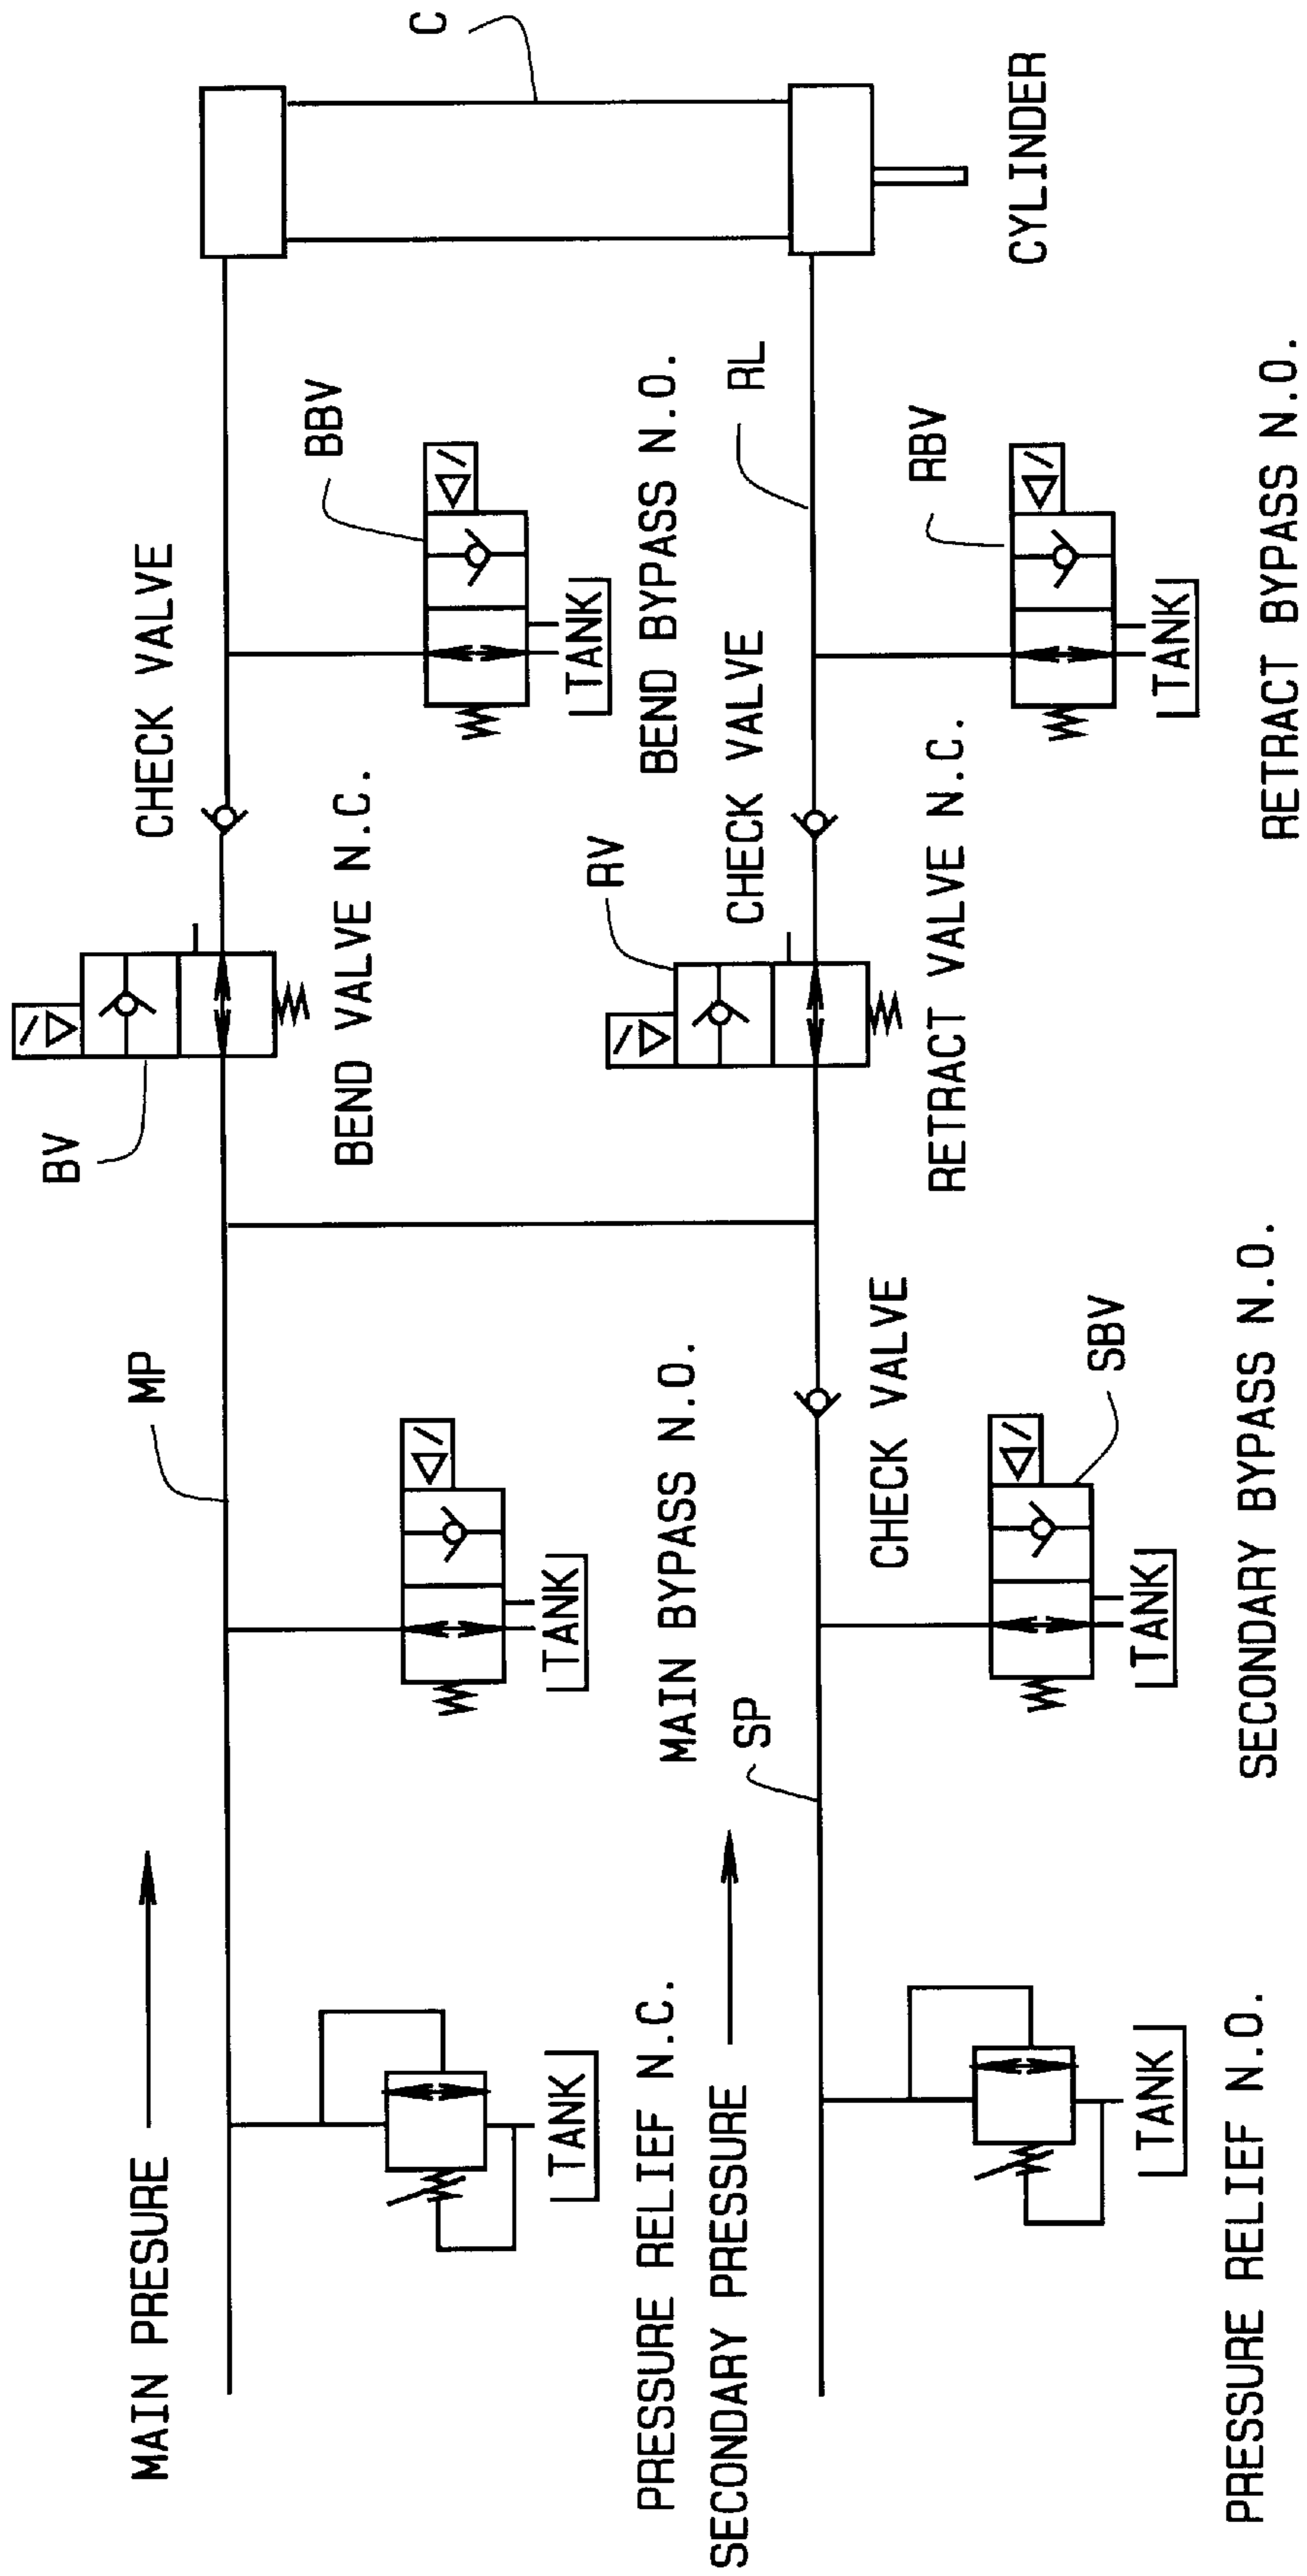 MAIN PRESURE
MP
BV
CHECK VALVE
C
BBV
BEND VALVE N.C.
TANK
TANK
TANK
PRESSURE RELIEF N.C.
MAIN BYPASS N.O.
BEND BYPASS N.O.
RV
SECONDARY PRESSURE
SP
CHECK VALVE
RL
CHECK VALVE
RETRACT VALVE N.C.
RBV
CYLINDER
SBV
TANK
TANK
TANK
PRESSURE RELIEF N.O.
SECONDARY BYPASS N.O.
RETRACT BYPASS N.O.